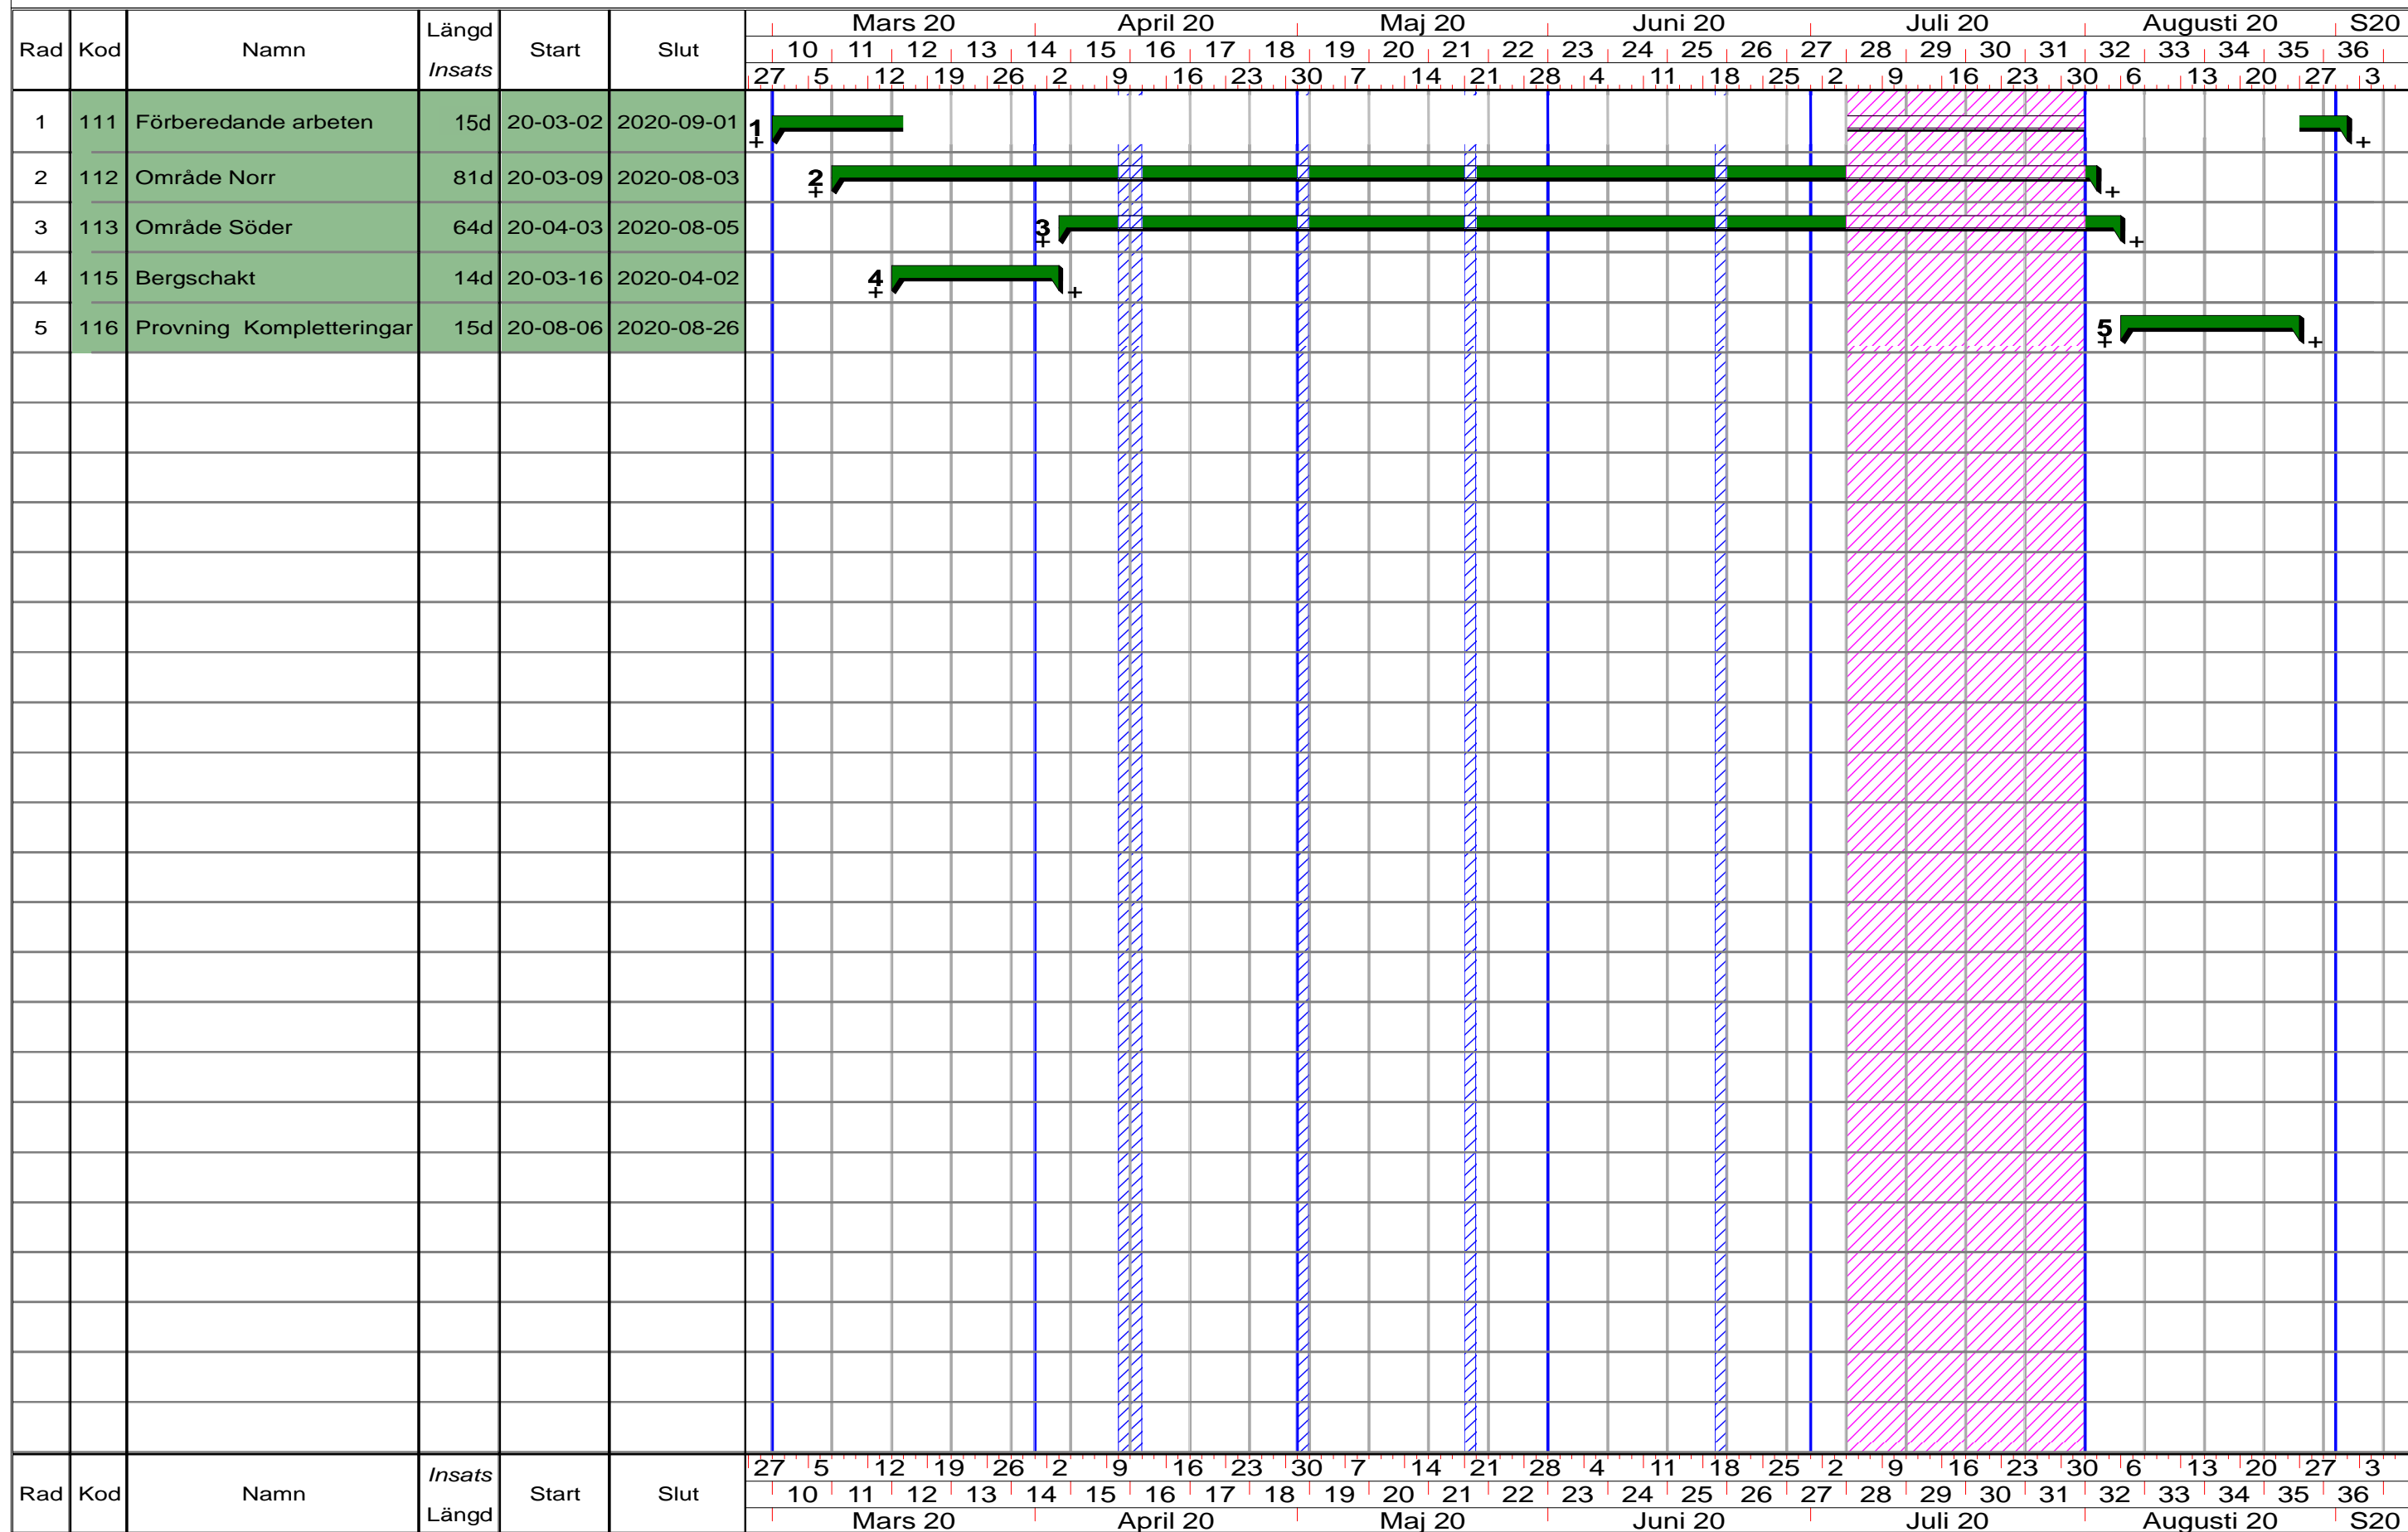 Mars 20 April 20 Maj 20 Juni 20 Juli 20 Augusti 20 S20
Rad Kod Namn Längd Insats Start Slut
10 11 12 13 14 15 16 17 18 19 20 21 22 23 24 25 26 27 28 29 30 31 32 33 34 35 36
27 5 12 19 26 2 9 16 23 30 7 14 21 28 4 11 18 25 2 9 16 23 30 6 13 20 27 3
1 111 Förberedande arbeten 15d 20-03-02 2020-09-01 1 + +
2 112 Område Norr 81d 20-03-09 2020-08-03 2 + +
3 113 Område Söder 64d 20-04-03 2020-08-05 3 + +
4 115 Bergschakt 14d 20-03-16 2020-04-02 4 + +
5 116 Provning Kompletteringar 15d 20-08-06 2020-08-26 5 + +
27 5 12 19 26 2 9 16 23 30 7 14 21 28 4 11 18 25 2 9 16 23 30 6 13 20 27 3
Rad Kod Namn Insats Längd Start Slut
10 11 12 13 14 15 16 17 18 19 20 21 22 23 24 25 26 27 28 29 30 31 32 33 34 35 36
Mars 20 April 20 Maj 20 Juni 20 Juli 20 Augusti 20 S20